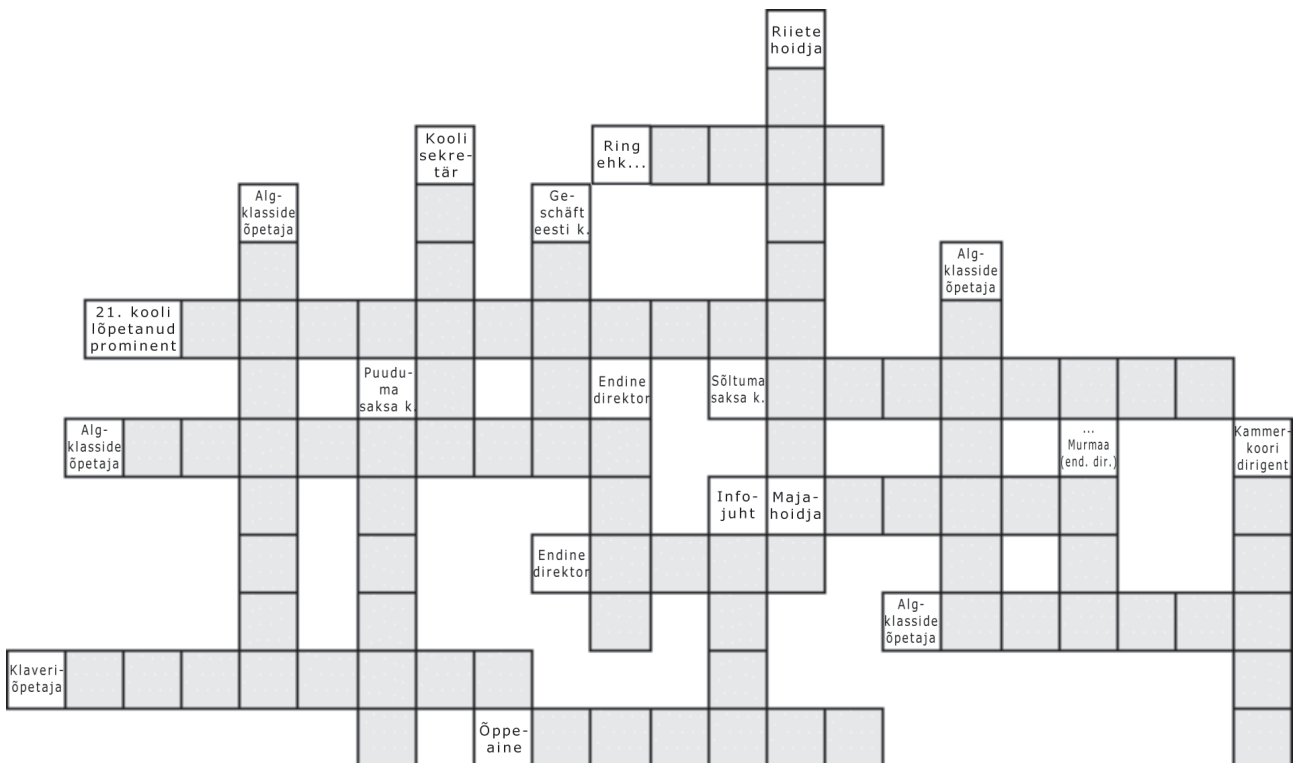 Riiete
hoidja
Kooli
sekre-
tär
Ring
ehk...
Alg-
klasside
õpetaja
Ge-
schäft
eesti k.
Alg-
klasside
õpetaja
21. kooli
lõpetanud
prominent
Puudu-
ma
saksa k.
Endine
direktor
Sõltuma
saksa k.
Alg-
klasside
õpetaja
...
Murmaa
(end. dir.)
Kammer-
koori
dirigent
Info-
juht
Maja-
hoidja
Endine
direktor
Alg-
klasside
õpetaja
Klaveri-
õpetaja
Õppe-
aine